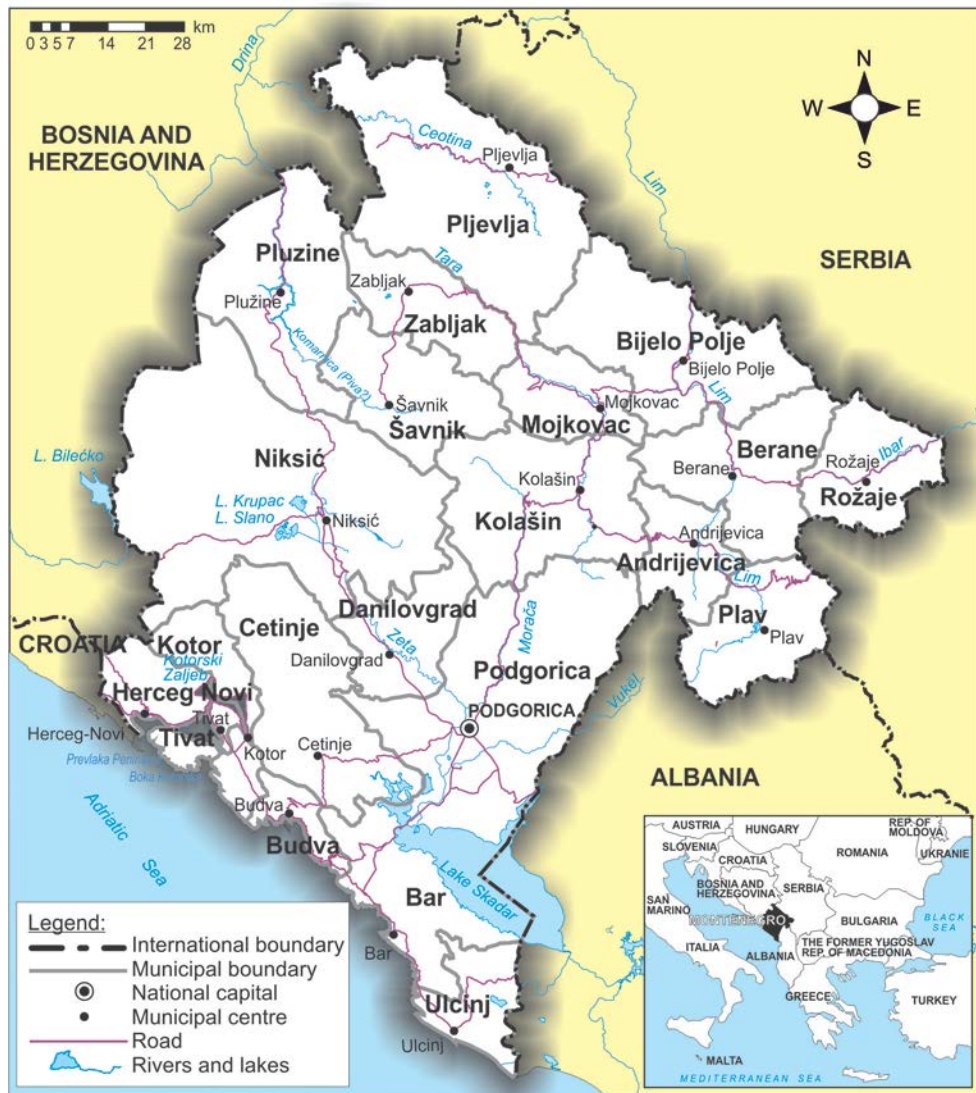 km
0 3 5 7 14 21 28
N
W E
S
Drina
BOSNIA AND
HERZEGOVINA
Ceotina
Pljevlja
Lim
Pljevlja
SERBIA
Pluzine
Tara
Plužine
Zabljak
Zabljak
Komarnica (Piva?)
Bijelo Polje
Bijelo Polje
Lim
Šavnik
Šavnik
Mojkovac
Mojkovac
Berane
Berane
Rožaje
Ibar
Rožaje
L. Bilećko
Niksić
L. Krupac
L. Slano
Niksić
Kolašin
Kolašin
Andrijevica
Andrijevica
Lim
Plav
Plav
CROATIA
Kotor
Kotorski
Zaljeb
Cetinje
Danilovgrad
Zeta
Danilovgrad
Morača
Podgorica
PODGORICA
Vukel
Herceg Novi
Herceg-Novi
Tivat
Tivat
Kotor
Cetinje
Prevlaka
Boka
Budva
Budva
ALBANIA
Adriatic
Sea
Lake Skadar
Bar
Bar
Ulcinj
Ulcinj
Legend:
International boundary
Municipal boundary
National capital
Municipal centre
Road
Rivers and lakes
AUSTRIA
HUNGARY
REP. OF
MOLDOVA
SLOVENIA
ROMANIA
UKRANIE
CROATIA
BOSNIA AND
HERZEGOVINA
SERBIA
SAN
MARINO
MONTENEGRO
BULGARIA
BLACK
SEA
ITALIA
ALBANIA
THE FORMER YUGOSLAV
REP. OF MACEDONIA
GREECE
TURKEY
MALTA
MEDITERRANEAN SEA